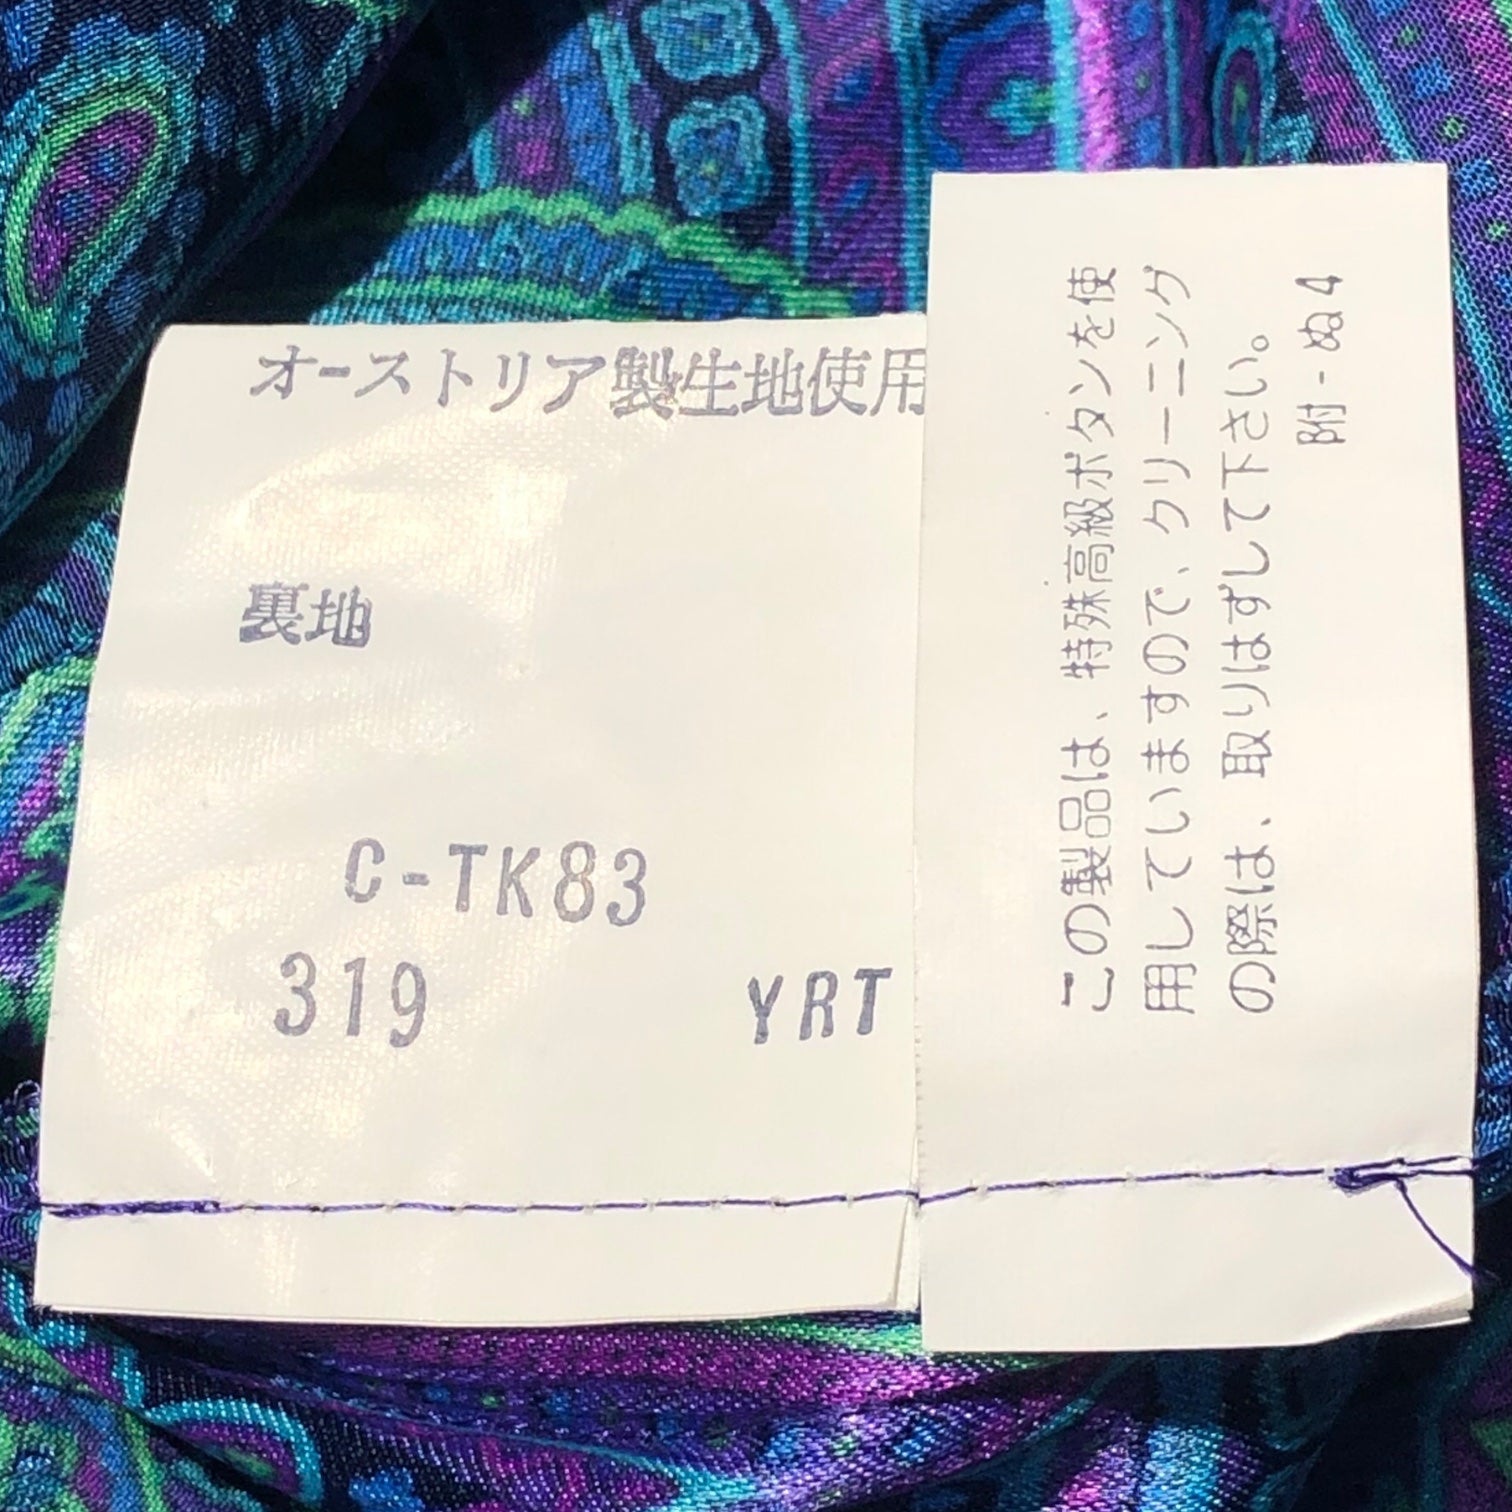 オーストリア製生地使用
裏地
C-TK83
319 YRT
この製品は、特殊高級ボタンを使
用していますので、クリーニング
の際は、取りはずして下さい。
附-ぬ4